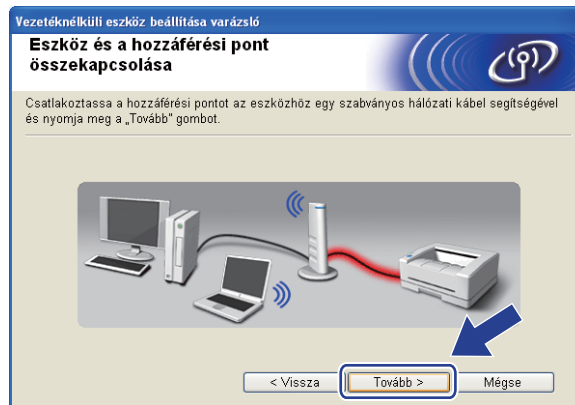 Vezetéknélküli eszköz beállítása varázsló
Eszköz és a hozzáférési pont
összekapcsolása
Csatlakoztassa a hozzáférési pontot az eszközhöz egy szabványos hálózati kábel segítségével
és nyomja meg a „Tovább" gombot.
< Vissza
Tovább >
Mégse